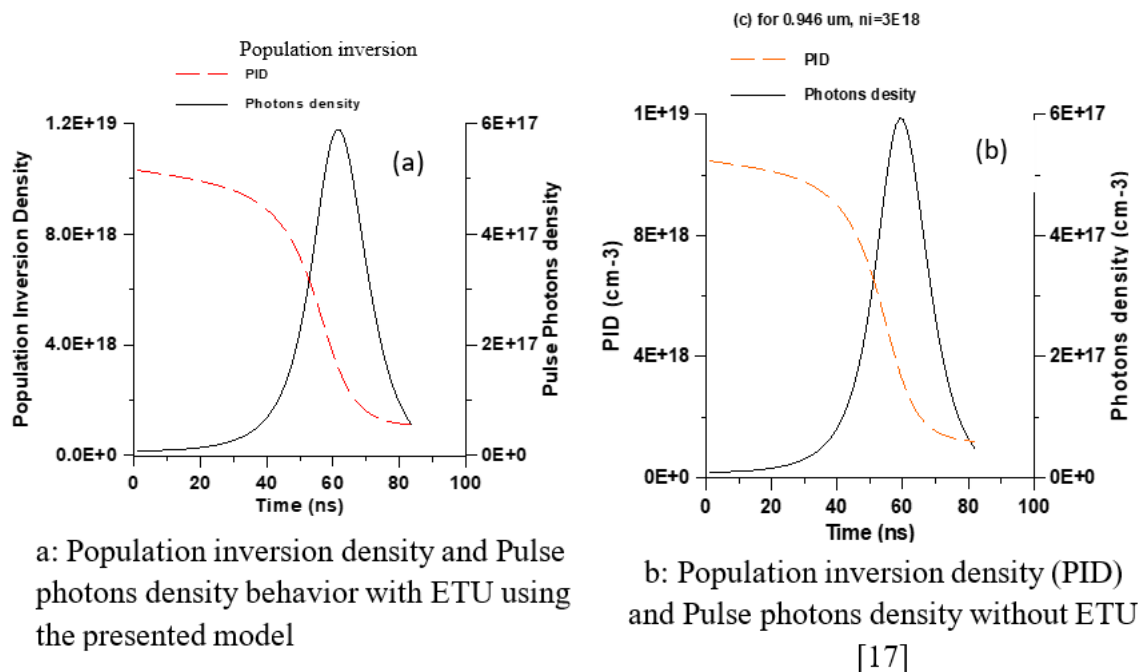 Population inversion
PID
Photons density
1.2E+19
8.0E+18
4.0E+18
0.0E+0
Population Inversion Density
6E+17
4E+17
2E+17
0E+0
Pulse Photons density
(a)
0
20
40
60
80
100
Time (ns)
a: Population inversion density and Pulse
photons density behavior with ETU using
the presented model
(c) for 0.946 um, ni=3E18
PID
Photons desity
1E+19
8E+18
4E+18
0E+0
PID (cm-3)
6E+17
4E+17
2E+17
0E+0
Photons density (cm-3)
(b)
0
20
40
60
80
100
Time (ns)
b: Population inversion density (PID)
and Pulse photons density without ETU
[17]